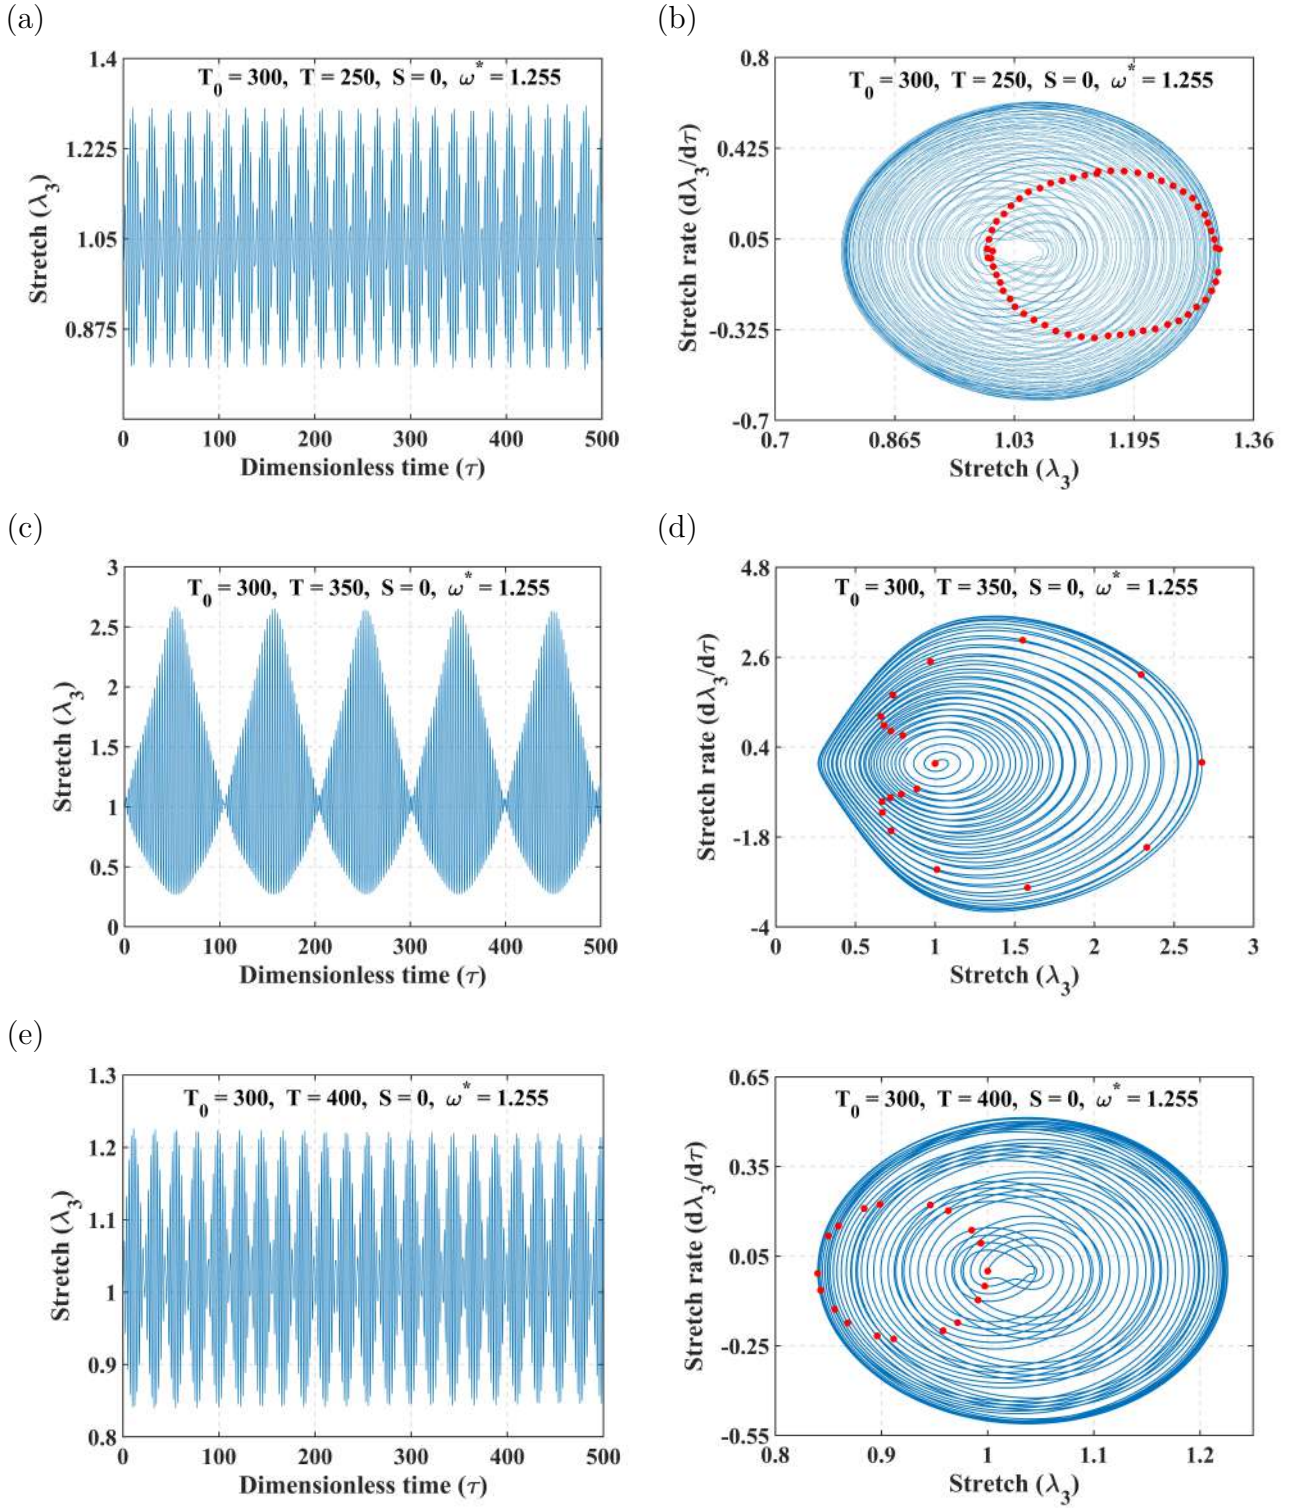 (a)
T0 = 300, T = 250, S = 0, ω* = 1.255
1.4
1.225
1.05
0.875
0 100 200 300 400 500
Stretch (λ3)
Dimensionless time (τ)
(b)
T0 = 300, T = 250, S = 0, ω* = 1.255
0.8
0.425
0.05
-0.325
-0.7
0.7 0.865 1.03 1.195 1.36
Stretch rate (dλ3/dτ)
Stretch (λ3)
(c)
T0 = 300, T = 350, S = 0, ω* = 1.255
3
2.5
2
1.5
1
0.5
0
0 100 200 300 400 500
Stretch (λ3)
Dimensionless time (τ)
(d)
T0 = 300, T = 350, S = 0, ω* = 1.255
4.8
2.6
0.4
-1.8
-4
0 0.5 1 1.5 2 2.5 3
Stretch rate (dλ3/dτ)
Stretch (λ3)
(e)
T0 = 300, T = 400, S = 0, ω* = 1.255
1.3
1.2
1.1
1
0.9
0.8
0 100 200 300 400 500
Stretch (λ3)
Dimensionless time (τ)
T0 = 300, T = 400, S = 0, ω* = 1.255
0.65
0.35
0.05
-0.25
-0.55
0.8 0.9 1 1.1 1.2
Stretch rate (dλ3/dτ)
Stretch (λ3)